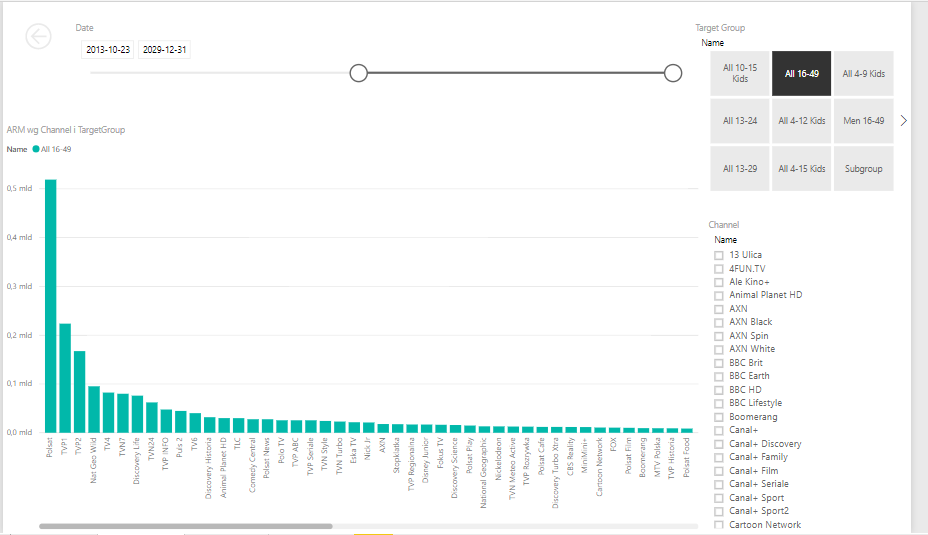 Date
2013-10-23 2029-12-31
Target Group
Name
All 10-15 Kids
All 16-49
All 4-9 Kids
All 13-24
All 4-12 Kids
Men 16-49
All 13-29
All 4-15 Kids
Subgroup
ARM wg Channel i TargetGroup
Name All 16-49
0,5 mld
0,4 mld
0,3 mld
0,2 mld
0,1 mld
0,0 mld
Polsat
TVP1
TVP2
Nat Geo Wild
TV4
TVN7
Discovery Life
TVN24
TVP INFO
Puls 2
TV6
Discovery Historia
Animal Planet HD
TLC
Comedy Central
Polsat News
Polo TV
TVP ABC
TVP Seriale
TVN Style
TVN Turbo
Eska TV
Nick Jr
AXN
Stopklatka
TVP Regionalna
Disney Junior
Fokus TV
Discovery Science
Polsat Play
National Geographic
Nickelodeon
TVN Meteo Active
TVP Rozrywka
Polsat Cafe
Discovery Turbo Xtra
CBS Reality
MiniMini+
Cartoon Network
FOX
Polsat Film
Boomerang
MTV Polska
TVP Historia
Polsat Food
Channel
Name
13 Ulica
4FUN.TV
Ale Kino+
Animal Planet HD
AXN
AXN Black
AXN Spin
AXN White
BBC Brit
BBC Earth
BBC HD
BBC Lifestyle
Boomerang
Canal+
Canal+ Discovery
Canal+ Family
Canal+ Film
Canal+ Seriale
Canal+ Sport
Canal+ Sport2
Cartoon Network